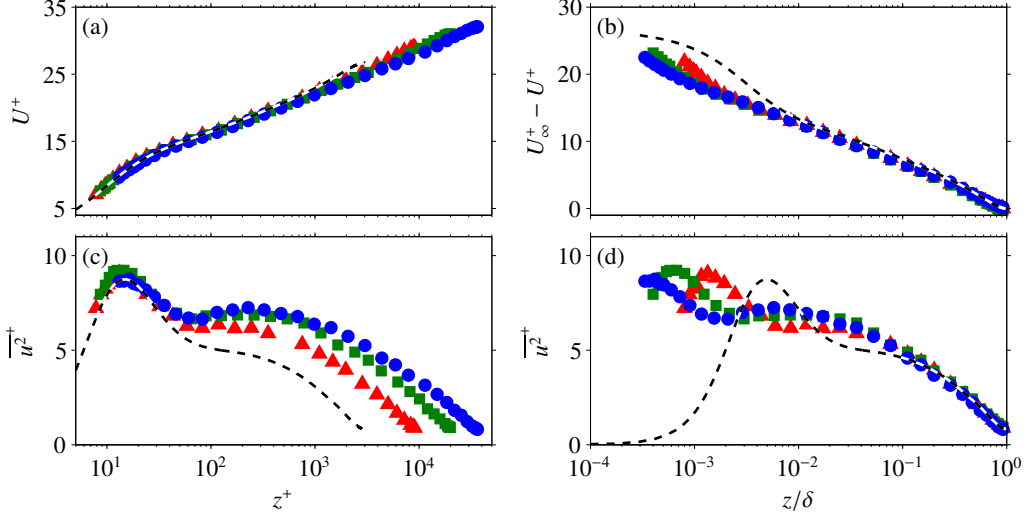 (a)
35
25
15
5
U⁺
(b)
30
20
10
0
U⁺∞ − U⁺
(c)
10
5
0
u²⁺
10¹ 10² 10³ 10⁴
z⁺
(d)
10
5
0
u²⁺
10⁻⁴ 10⁻³ 10⁻² 10⁻¹ 10⁰
z/δ